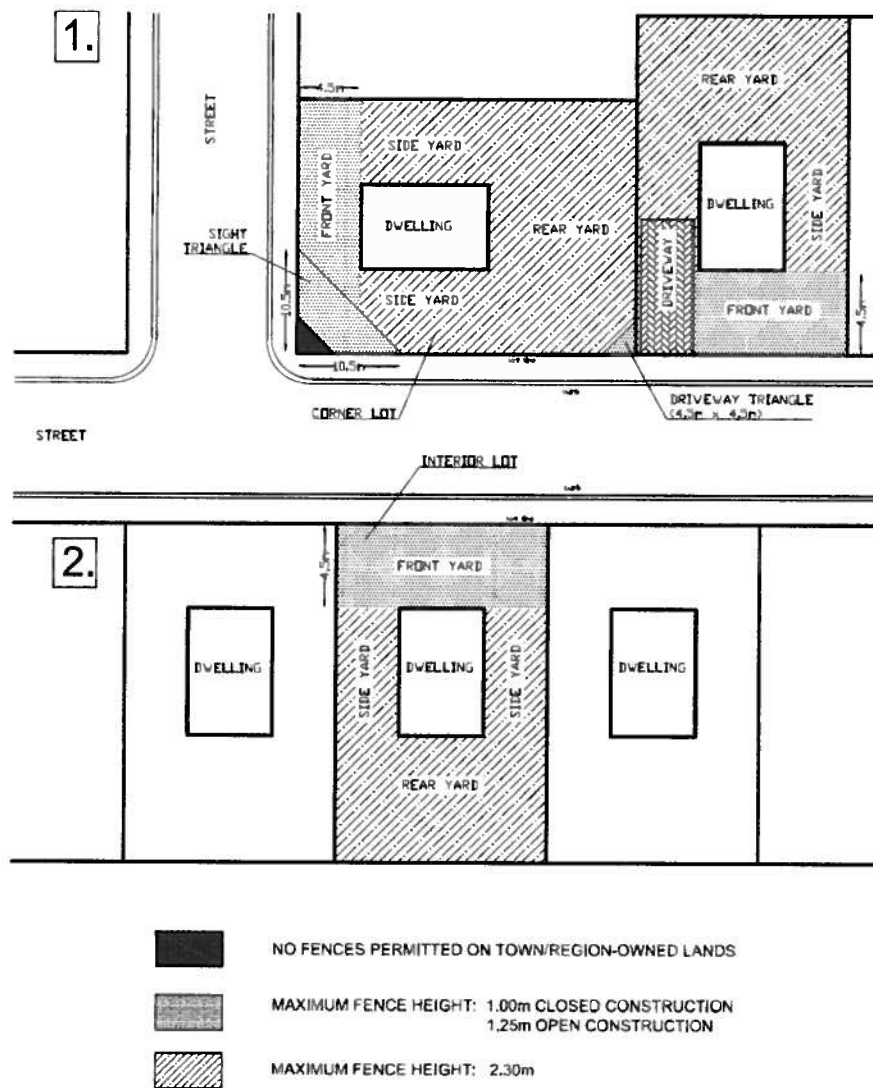 1.
STREET
4.5m
SIDE YARD
FRONT YARD
DWELLING
REAR YARD
SIDE YARD
SIGHT
TRIANGLE
10.5m
10.5m
CORNER LOT
REAR YARD
DWELLING
SIDE YARD
DRIVEWAY
FRONT YARD
4.5m
DRIVEWAY TRIANGLE
(4.5m x 4.5m)
STREET
INTERIOR LOT
2.
4.5m
FRONT YARD
DWELLING
SIDE YARD
DWELLING
SIDE YARD
DWELLING
REAR YARD
NO FENCES PERMITTED ON TOWN/REGION-OWNED LANDS
MAXIMUM FENCE HEIGHT: 1.00m CLOSED CONSTRUCTION
1.25m OPEN CONSTRUCTION
MAXIMUM FENCE HEIGHT: 2.30m